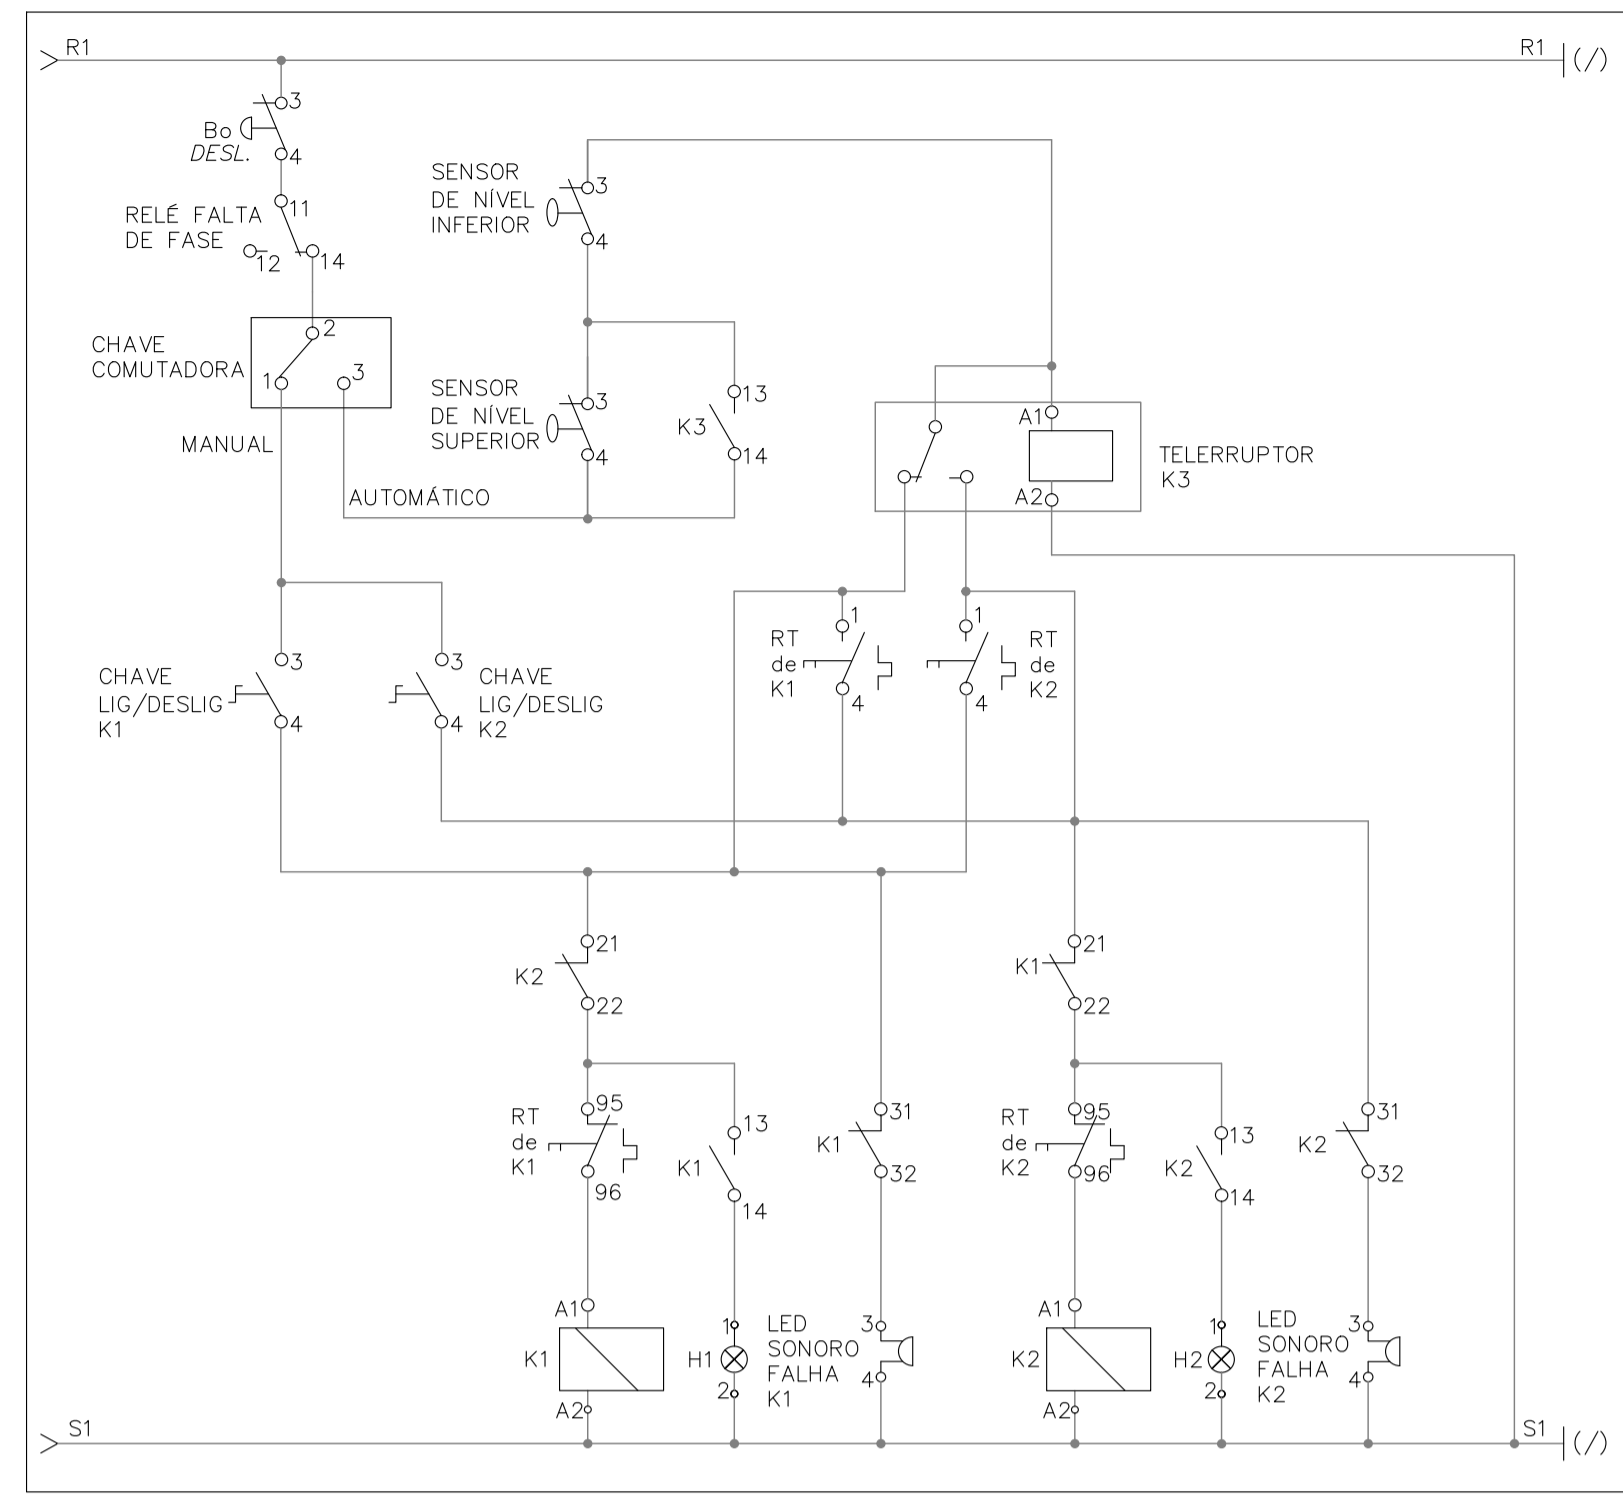 R1
R1
(/)
3
Bo
DESL.
4
11
RELÉ FALTA
DE FASE
12
14
CHAVE
COMUTADORA
2
1
3
MANUAL
AUTOMÁTICO
SENSOR
DE NÍVEL
INFERIOR
3
4
SENSOR
DE NÍVEL
SUPERIOR
3
4
K3
13
14
A1
A2
TELERRUPTOR
K3
CHAVE
LIG/DESLIG
K1
3
4
3
4
CHAVE
LIG/DESLIG
K2
RT
de
K1
1
4
1
4
RT
de
K2
K2
21
22
K1
21
22
RT
de
K1
95
96
K1
13
14
K1
31
32
RT
de
K2
95
96
K2
13
14
K2
31
32
A1
K1
A2
1
H1
2
LED
SONORO
FALHA
K1
3
4
A1
K2
A2
1
H2
2
LED
SONORO
FALHA
K2
3
4
S1
S1
(/)